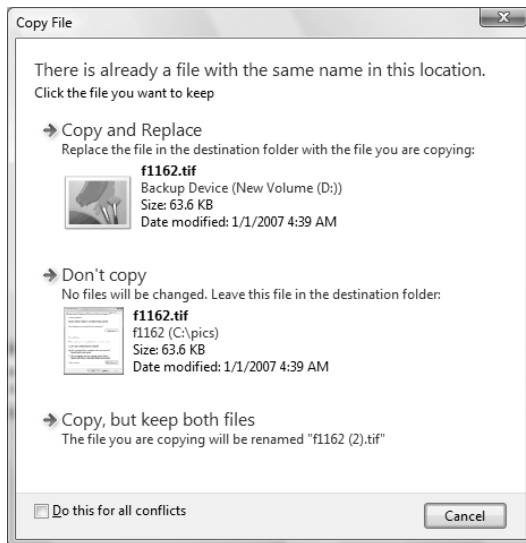 Copy File
There is already a file with the same name in this location.
Click the file you want to keep
Copy and Replace
Replace the file in the destination folder with the file you are copying:
f1162.tif
Backup Device (New Volume (D:))
Size: 63.6 KB
Date modified: 1/1/2007 4:39 AM
Don't copy
No files will be changed. Leave this file in the destination folder:
f1162.tif
f1162 (C:\pics)
Size: 63.6 KB
Date modified: 1/1/2007 4:39 AM
Copy, but keep both files
The file you are copying will be renamed "f1162 (2).tif"
Do this for all conflicts
Cancel